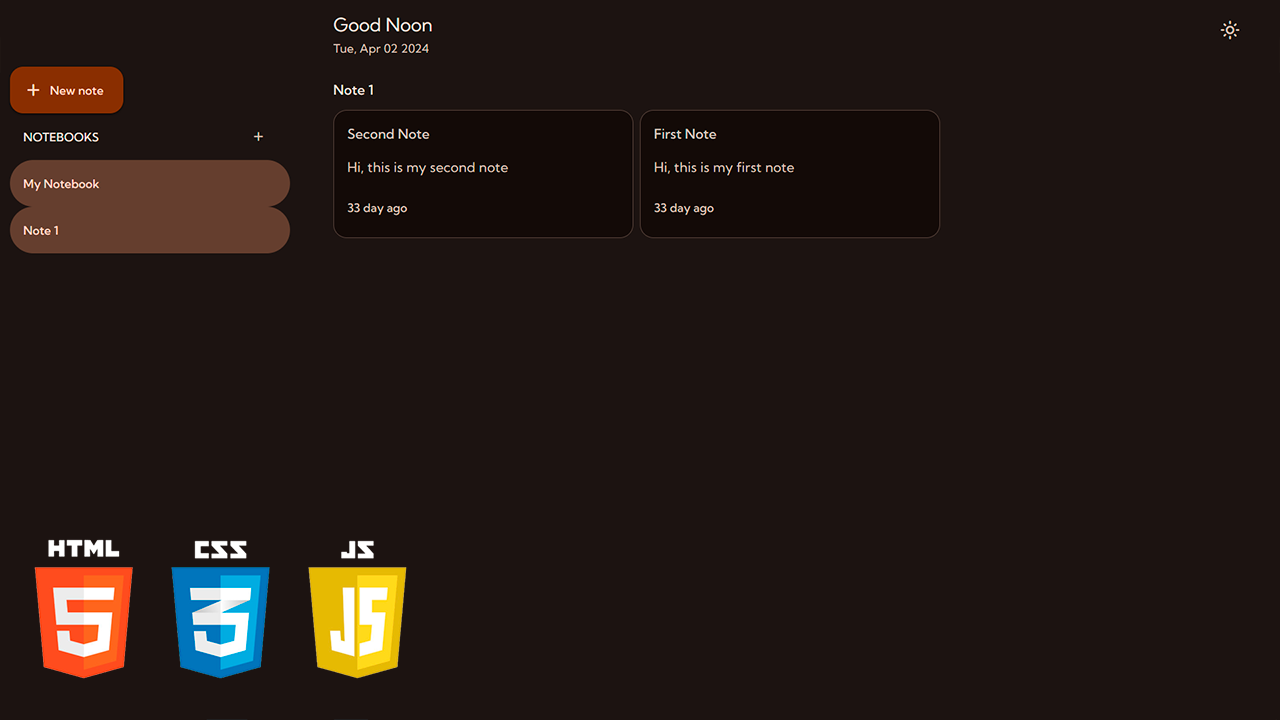 Good Noon
Tue, Apr 02 2024
New note
NOTEBOOKS
My Notebook
Note 1
Note 1
Second Note
Hi, this is my second note
33 day ago
First Note
Hi, this is my first note
33 day ago
HTML
5
CSS
3
JS
JS